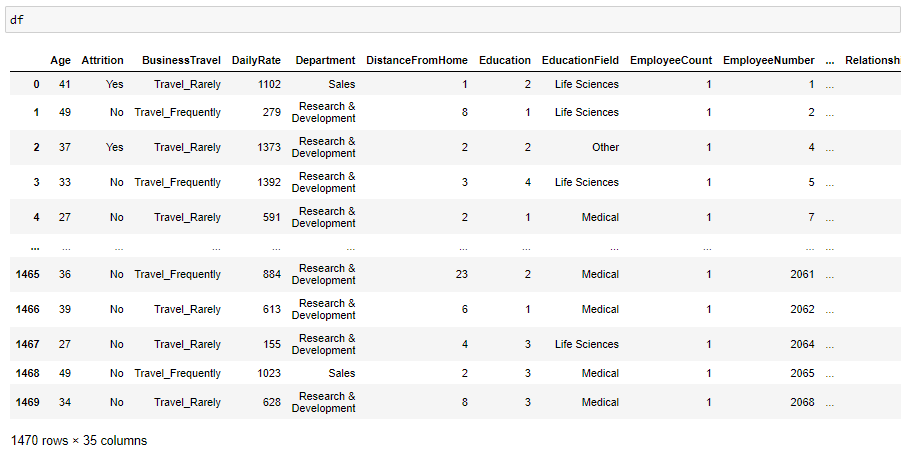 df
Age Attrition BusinessTravel DailyRate Department DistanceFromHome Education EducationField EmployeeCount EmployeeNumber ... Relationsh
0 41 Yes Travel_Rarely 1102 Sales 1 2 Life Sciences 1 1 ...
1 49 No Travel_Frequently 279 Research & Development 8 1 Life Sciences 1 2 ...
2 37 Yes Travel_Rarely 1373 Research & Development 2 2 Other 1 4 ...
3 33 No Travel_Frequently 1392 Research & Development 3 4 Life Sciences 1 5 ...
4 27 No Travel_Rarely 591 Research & Development 2 1 Medical 1 7 ...
... ... ... ... ... ... ... ... ... ... ... ...
1465 36 No Travel_Frequently 884 Research & Development 23 2 Medical 1 2061 ...
1466 39 No Travel_Rarely 613 Research & Development 6 1 Medical 1 2062 ...
1467 27 No Travel_Rarely 155 Research & Development 4 3 Life Sciences 1 2064 ...
1468 49 No Travel_Frequently 1023 Sales 2 3 Medical 1 2065 ...
1469 34 No Travel_Rarely 628 Research & Development 8 3 Medical 1 2068 ...
1470 rows × 35 columns